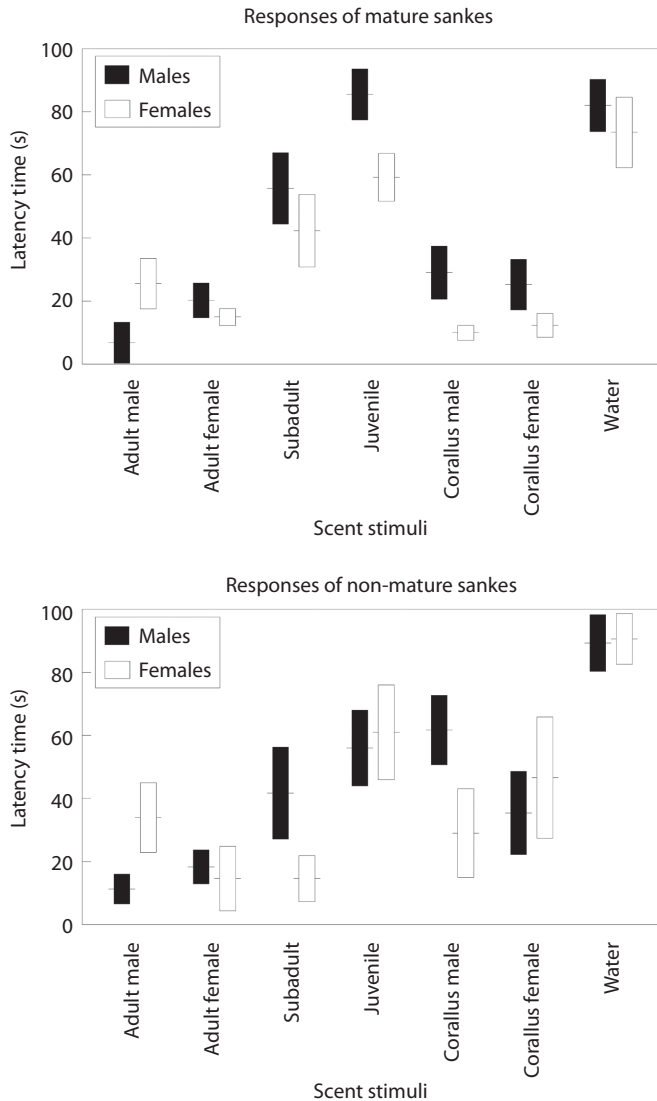 Responses of mature sankes
100
80
60
40
20
0
Latency time (s)
Males
Females
Adult male
Adult female
Subadult
Juvenile
Corallus male
Corallus female
Water
Scent stimuli
Responses of non-mature sankes
100
80
60
40
20
0
Latency time (s)
Males
Females
Adult male
Adult female
Subadult
Juvenile
Corallus male
Corallus female
Water
Scent stimuli